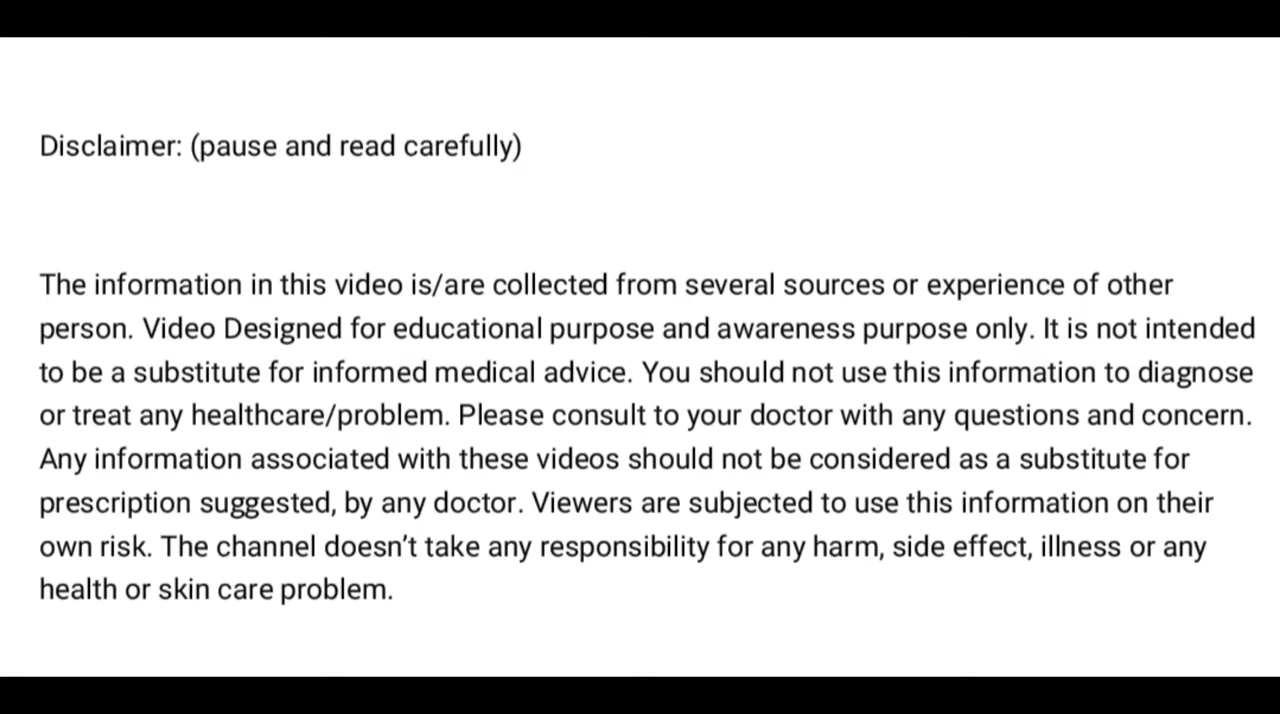 Disclaimer: (pause and read carefully)
The information in this video is/are collected from several sources or experience of other
person. Video Designed for educational purpose and awareness purpose only. It is not intended
to be a substitute for informed medical advice. You should not use this information to diagnose
or treat any healthcare/problem. Please consult to your doctor with any questions and concern.
Any information associated with these videos should not be considered as a substitute for
prescription suggested, by any doctor. Viewers are subjected to use this information on their
own risk. The channel doesn't take any responsibility for any harm, side effect, illness or any
health or skin care problem.